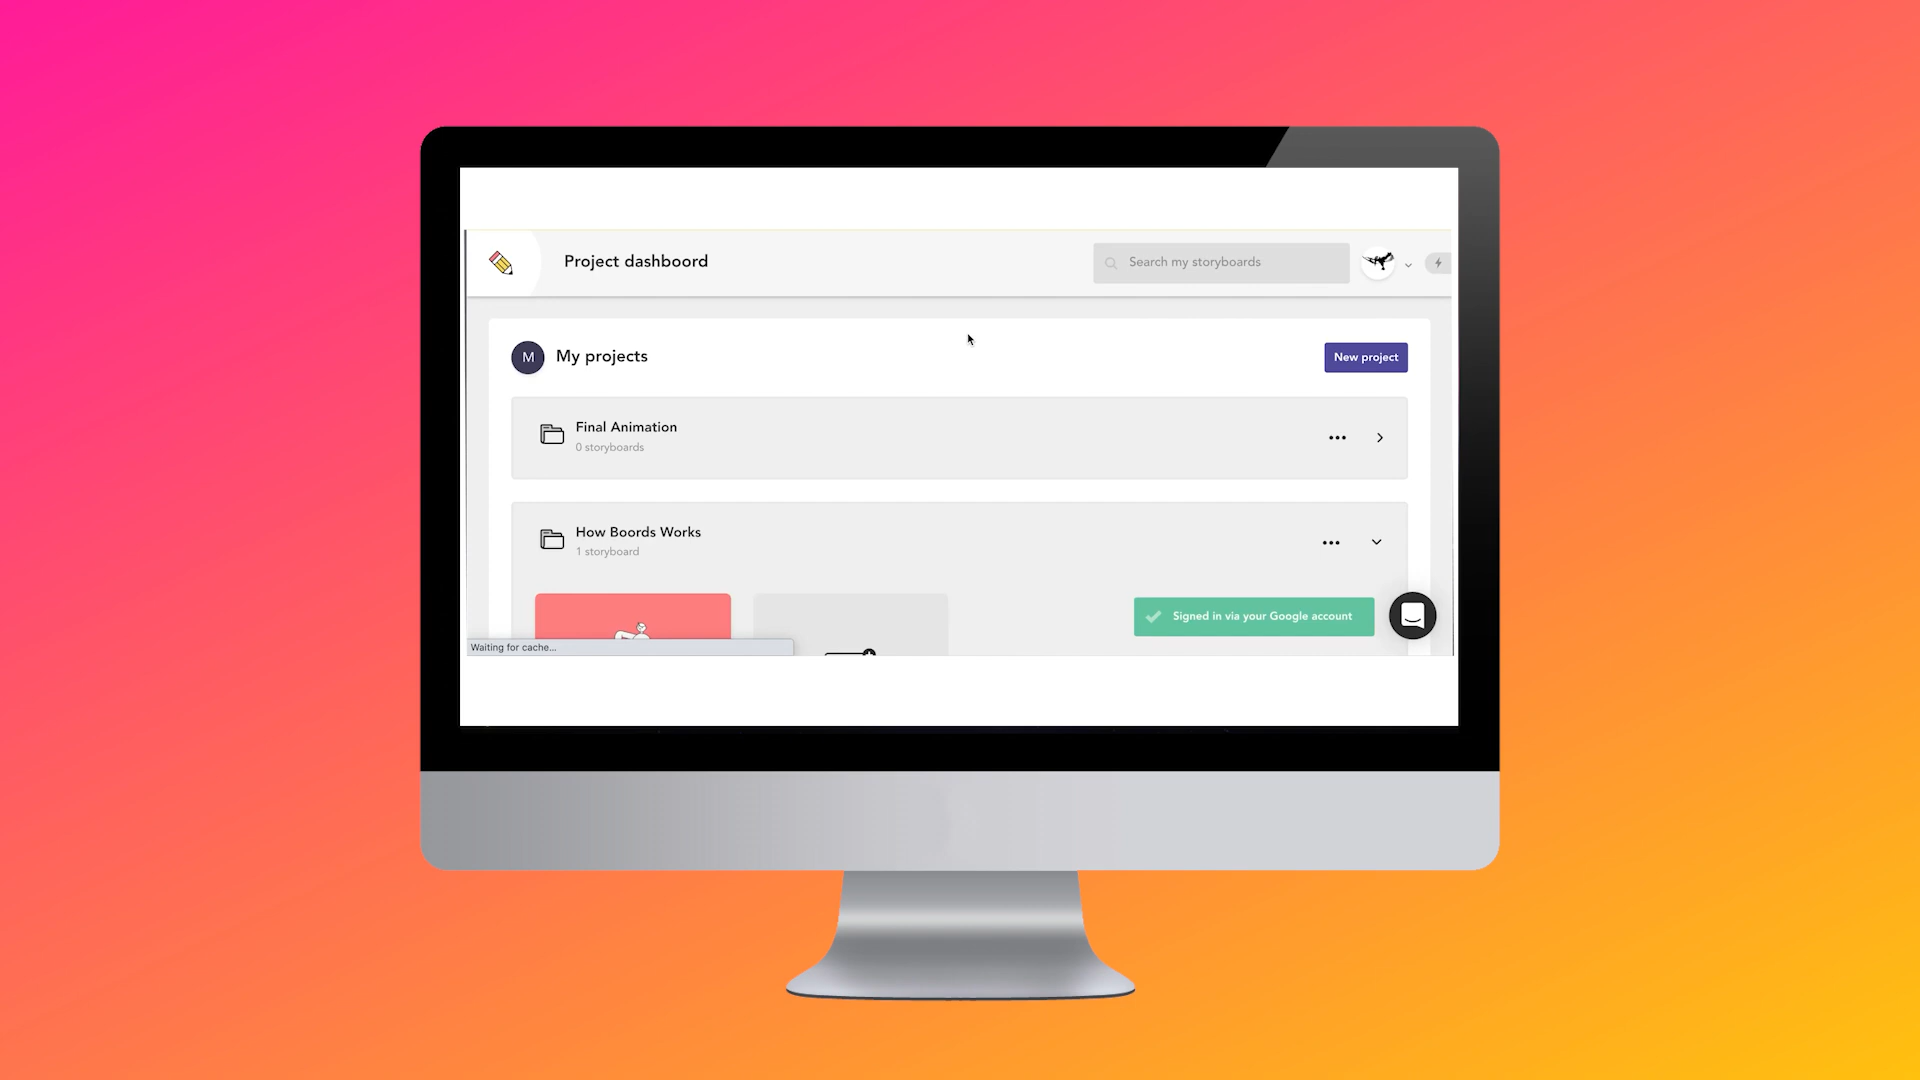 Project dashboord
Search my storyboards
M
My projects
New project
Final Animation
0 storyboards
How Boords Works
1 storyboard
Signed in via your Google account
Waiting for cache...